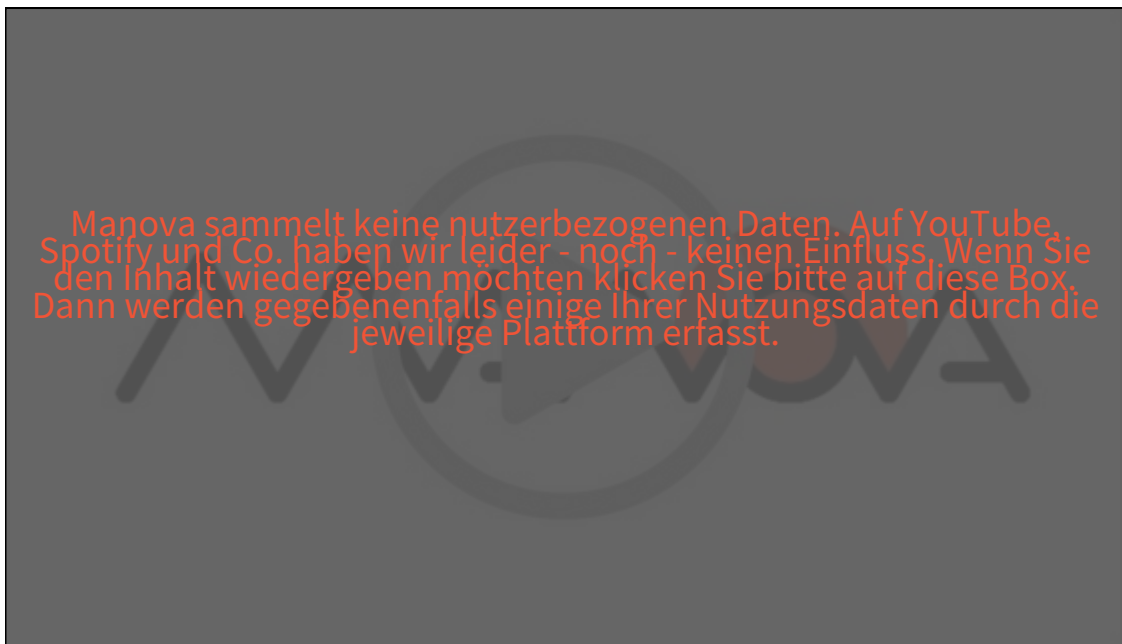 Manova sammelt keine nutzerbezogenen Daten. Auf YouTube,
Spotify und Co. haben wir leider - noch - keinen Einfluss. Wenn Sie
den Inhalt wiedergeben möchten klicken Sie bitte auf diese Box.
Dann werden gegebenenfalls einige Ihrer Nutzungsdaten durch die
jeweilige Plattform erfasst.
MANOVA